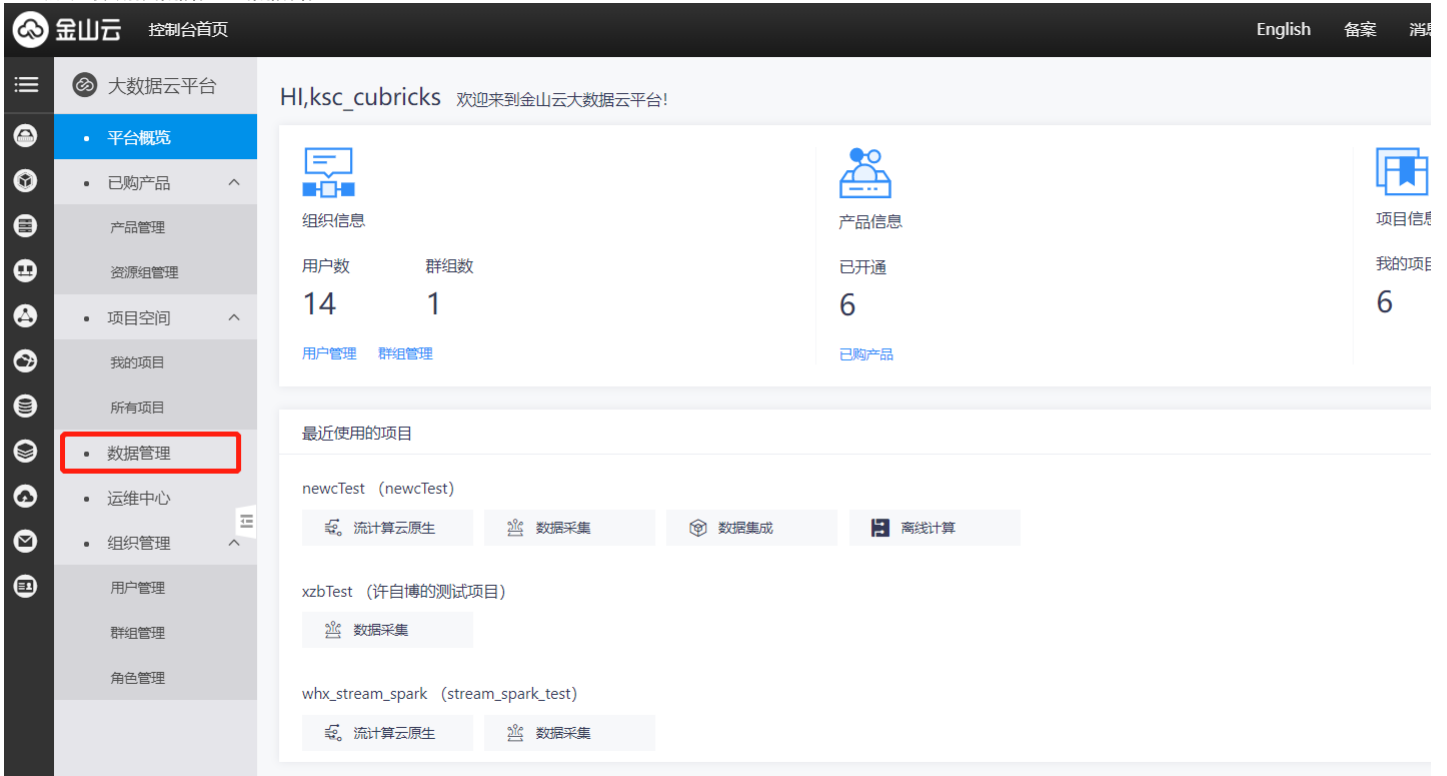 金山云 控制台首页 English 备案
大数据云平台
平台概览
已购产品
产品管理
资源组管理
项目空间
我的项目
所有项目
数据管理
运维中心
组织管理
用户管理
群组管理
角色管理
HI,ksc_cubricks 欢迎来到金山云大数据云平台!
组织信息 产品信息 项目信息
用户数 群组数 已开通 我的项目
14 1 6 6
用户管理 群组管理 已购产品
最近使用的项目
newcTest (newcTest)
流计算云原生 数据采集 数据集成 离线计算
xzbTest (许自博的测试项目)
数据采集
whx_stream_spark (stream_spark_test)
流计算云原生 数据采集